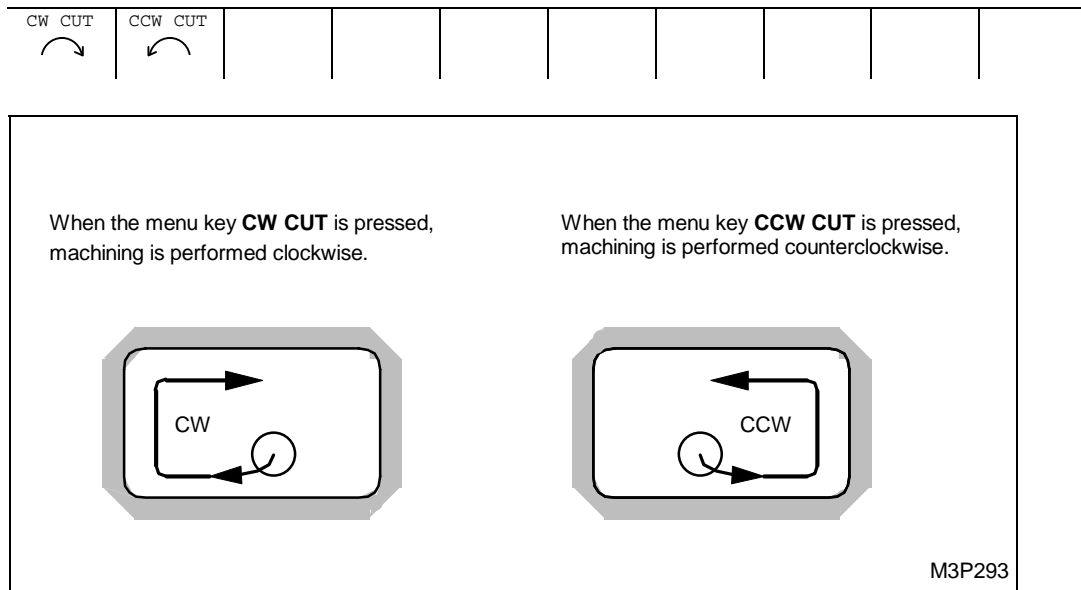 CW CUT
CCW CUT
When the menu key CW CUT is pressed,
machining is performed clockwise.
When the menu key CCW CUT is pressed,
machining is performed counterclockwise.
CW
CCW
M3P293